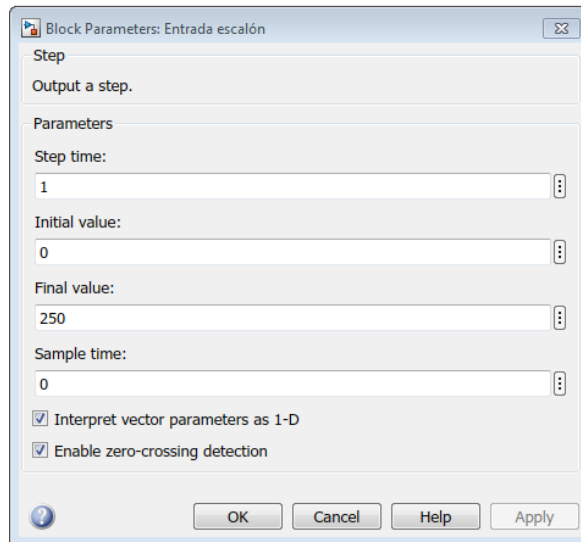 Block Parameters: Entrada escalón
Step
Output a step.
Parameters
Step time:
1
Initial value:
0
Final value:
250
Sample time:
0
Interpret vector parameters as 1-D
Enable zero-crossing detection
OK Cancel Help Apply